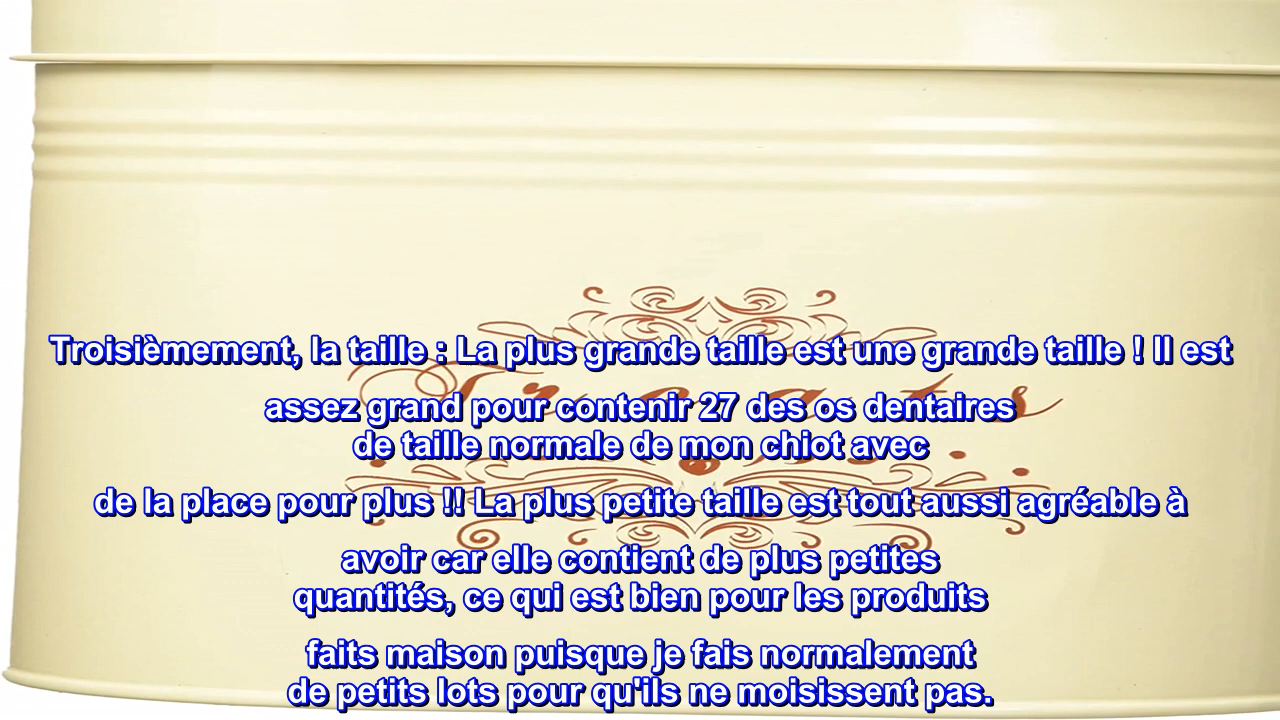 Troisièmement, la taille : La plus grande taille est une grande taille ! Il est
Treats
assez grand pour contenir 27 des os dentaires
de taille normale de mon chiot avec
de la place pour plus !! La plus petite taille est tout aussi agréable à
avoir car elle contient de plus petites
quantités, ce qui est bien pour les produits
faits maison puisque je fais normalement
de petits lots pour qu'ils ne moisissent pas.